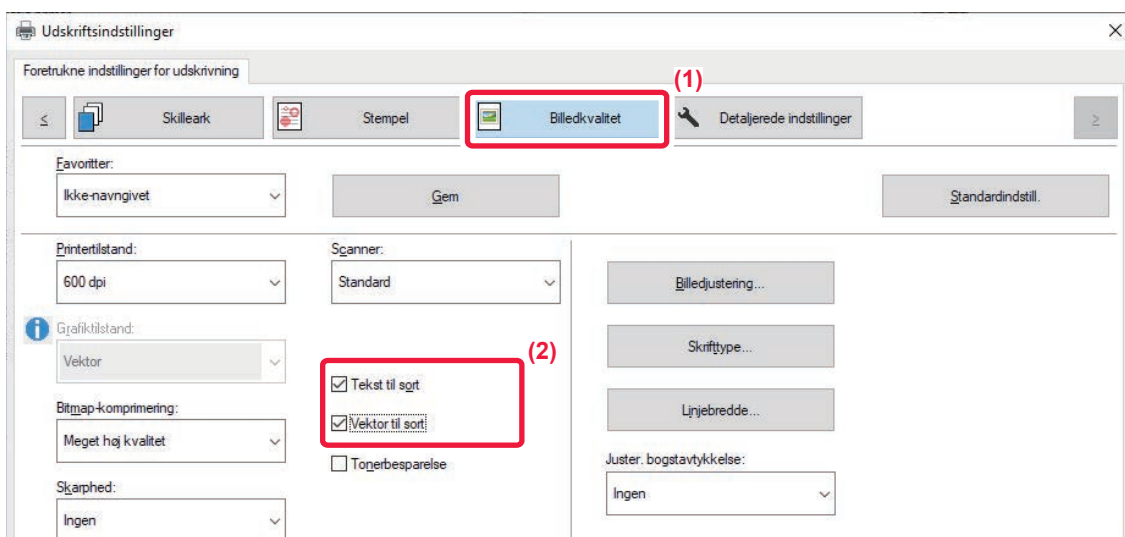 Udskriftsindstillinger
Foretrukne indstillinger for udskrivning
(1)
< Skilleark Stempel Billedkvalitet Detaljerede indstillinger >
Favoritter:
Ikke-navngivet Gem Standardindstill.
Printertilstand: Scanner:
600 dpi Standard Billedjustering...
Grafiktilstand:
Vektor Skrifttype...
(2)
Tekst til sort
Bitmap-komprimering: Vektor til sort Linjebredde...
Meget høj kvalitet
Tonerbesparelse Juster. bogstavtykkelse:
Skarphed:
Ingen Ingen